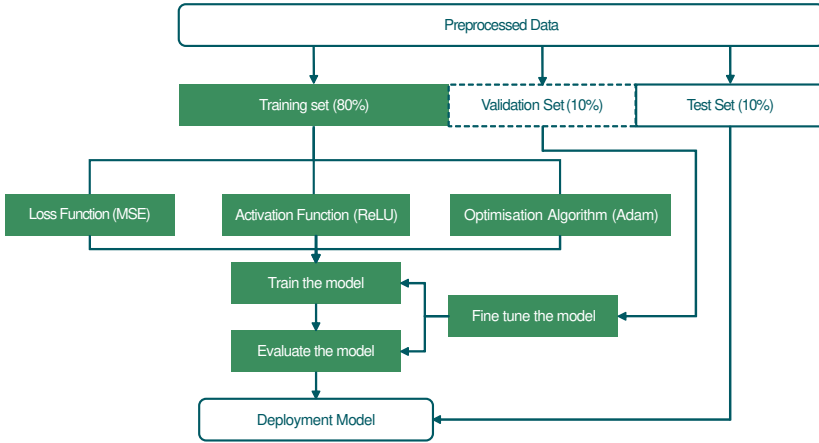 Preprocessed Data
Training set (80%)
Validation Set (10%)
Test Set (10%)
Loss Function (MSE)
Activation Function (ReLU)
Optimisation Algorithm (Adam)
Train the model
Fine tune the model
Evaluate the model
Deployment Model